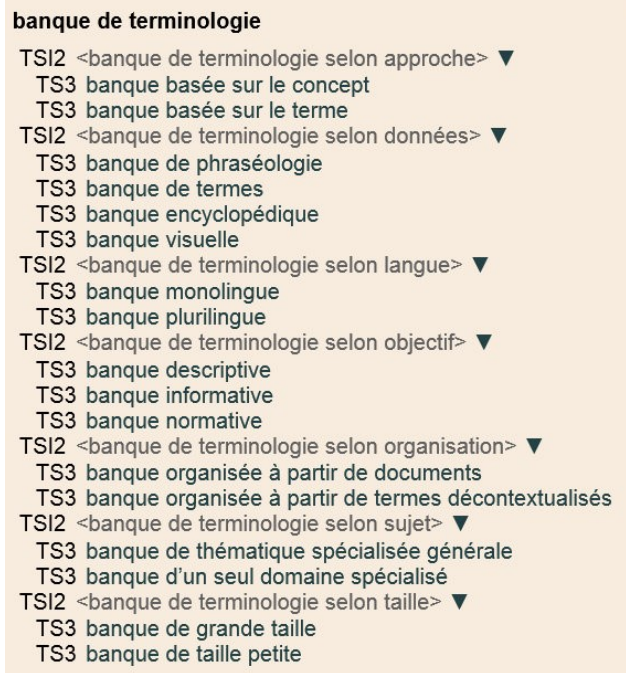 banque de terminologie
TSI2 <banque de terminologie selon approche> ▼
TS3 banque basée sur le concept
TS3 banque basée sur le terme
TSI2 <banque de terminologie selon données> ▼
TS3 banque de phraséologie
TS3 banque de termes
TS3 banque encyclopédique
TS3 banque visuelle
TSI2 <banque de terminologie selon langue> ▼
TS3 banque monolingue
TS3 banque plurilingue
TSI2 <banque de terminologie selon objectif> ▼
TS3 banque descriptive
TS3 banque informative
TS3 banque normative
TSI2 <banque de terminologie selon organisation> ▼
TS3 banque organisée à partir de documents
TS3 banque organisée à partir de termes décontextualisés
TSI2 <banque de terminologie selon sujet> ▼
TS3 banque de thématique spécialisée générale
TS3 banque d'un seul domaine spécialisé
TSI2 <banque de terminologie selon taille> ▼
TS3 banque de grande taille
TS3 banque de taille petite